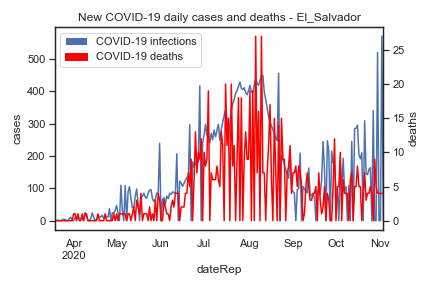 New COVID-19 daily cases and deaths - El_Salvador
COVID-19 infections
COVID-19 deaths
500
400
300
200
100
0
cases
25
20
15
10
5
0
deaths
Apr
2020
May
Jun
Jul
Aug
Sep
Oct
Nov
dateRep